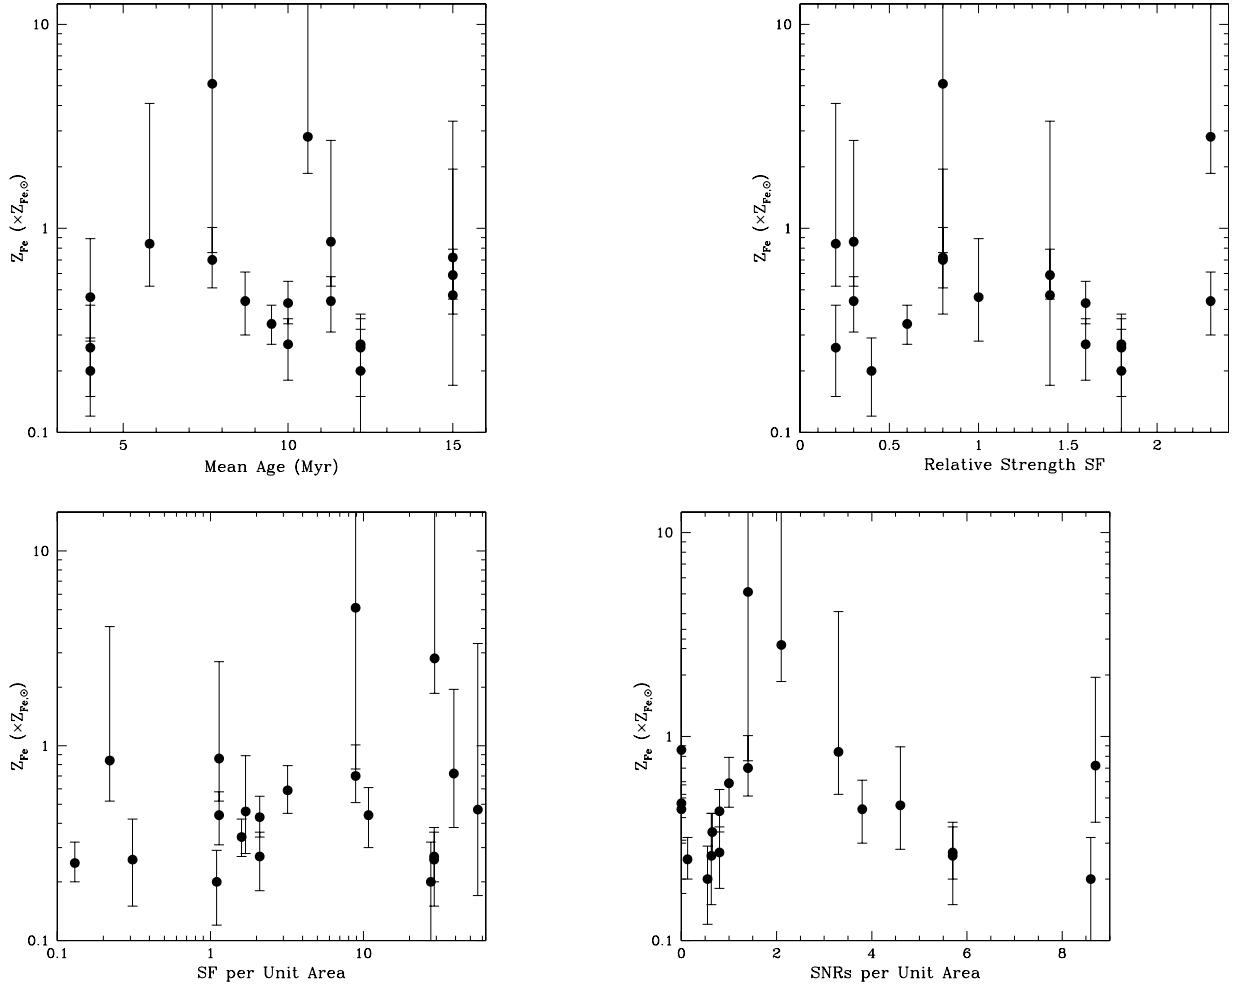 10
1
0.1
Z_Fe (×Z_Fe,⊙)
5 10 15
Mean Age (Myr)
10
1
0.1
Z_Fe (×Z_Fe,⊙)
0 0.5 1 1.5 2
Relative Strength SF
10
1
0.1
Z_Fe (×Z_Fe,⊙)
0.1 1 10
SF per Unit Area
10
1
0.1
Z_Fe (×Z_Fe,⊙)
0 2 4 6 8
SNRs per Unit Area